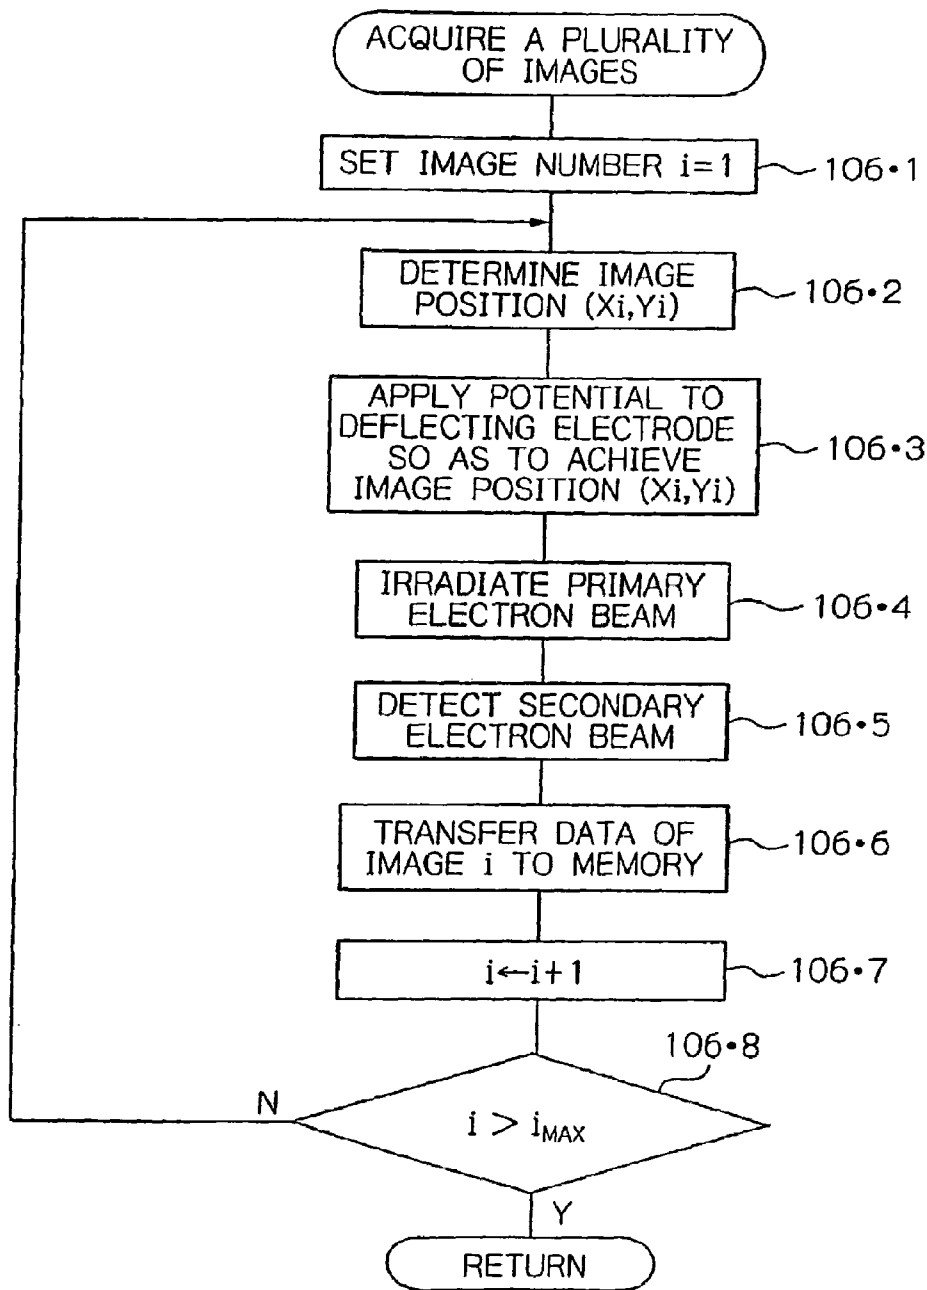 ACQUIRE A PLURALITY
OF IMAGES
SET IMAGE NUMBER i=1
106•1
DETERMINE IMAGE
POSITION (Xi,Yi)
106•2
APPLY POTENTIAL TO
DEFLECTING ELECTRODE
SO AS TO ACHIEVE
IMAGE POSITION (Xi,Yi)
106•3
IRRADIATE PRIMARY
ELECTRON BEAM
106•4
DETECT SECONDARY
ELECTRON BEAM
106•5
TRANSFER DATA OF
IMAGE i TO MEMORY
106•6
i←i+1
106•7
106•8
N
i > iMAX
Y
RETURN